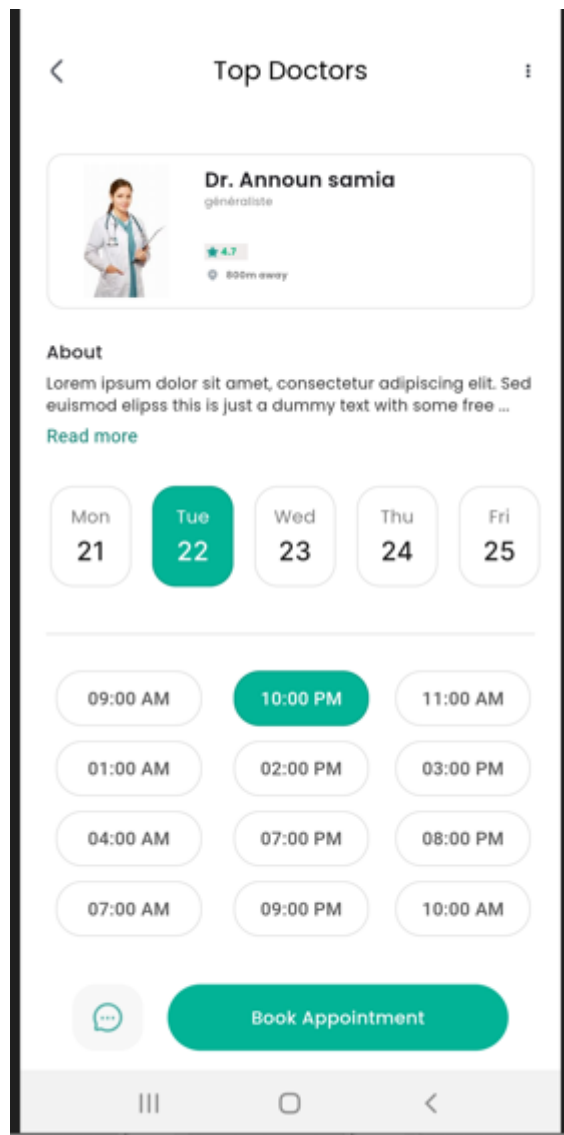 Top Doctors
Dr. Announ samia
généraliste
4.7
800m away
About
Lorem ipsum dolor sit amet, consectetur adipiscing elit. Sed
euismod elipss this is just a dummy text with some free ...
Read more
Mon Tue Wed Thu Fri
21 22 23 24 25
09:00 AM 10:00 PM 11:00 AM
01:00 AM 02:00 PM 03:00 PM
04:00 AM 07:00 PM 08:00 PM
07:00 AM 09:00 PM 10:00 AM
Book Appointment